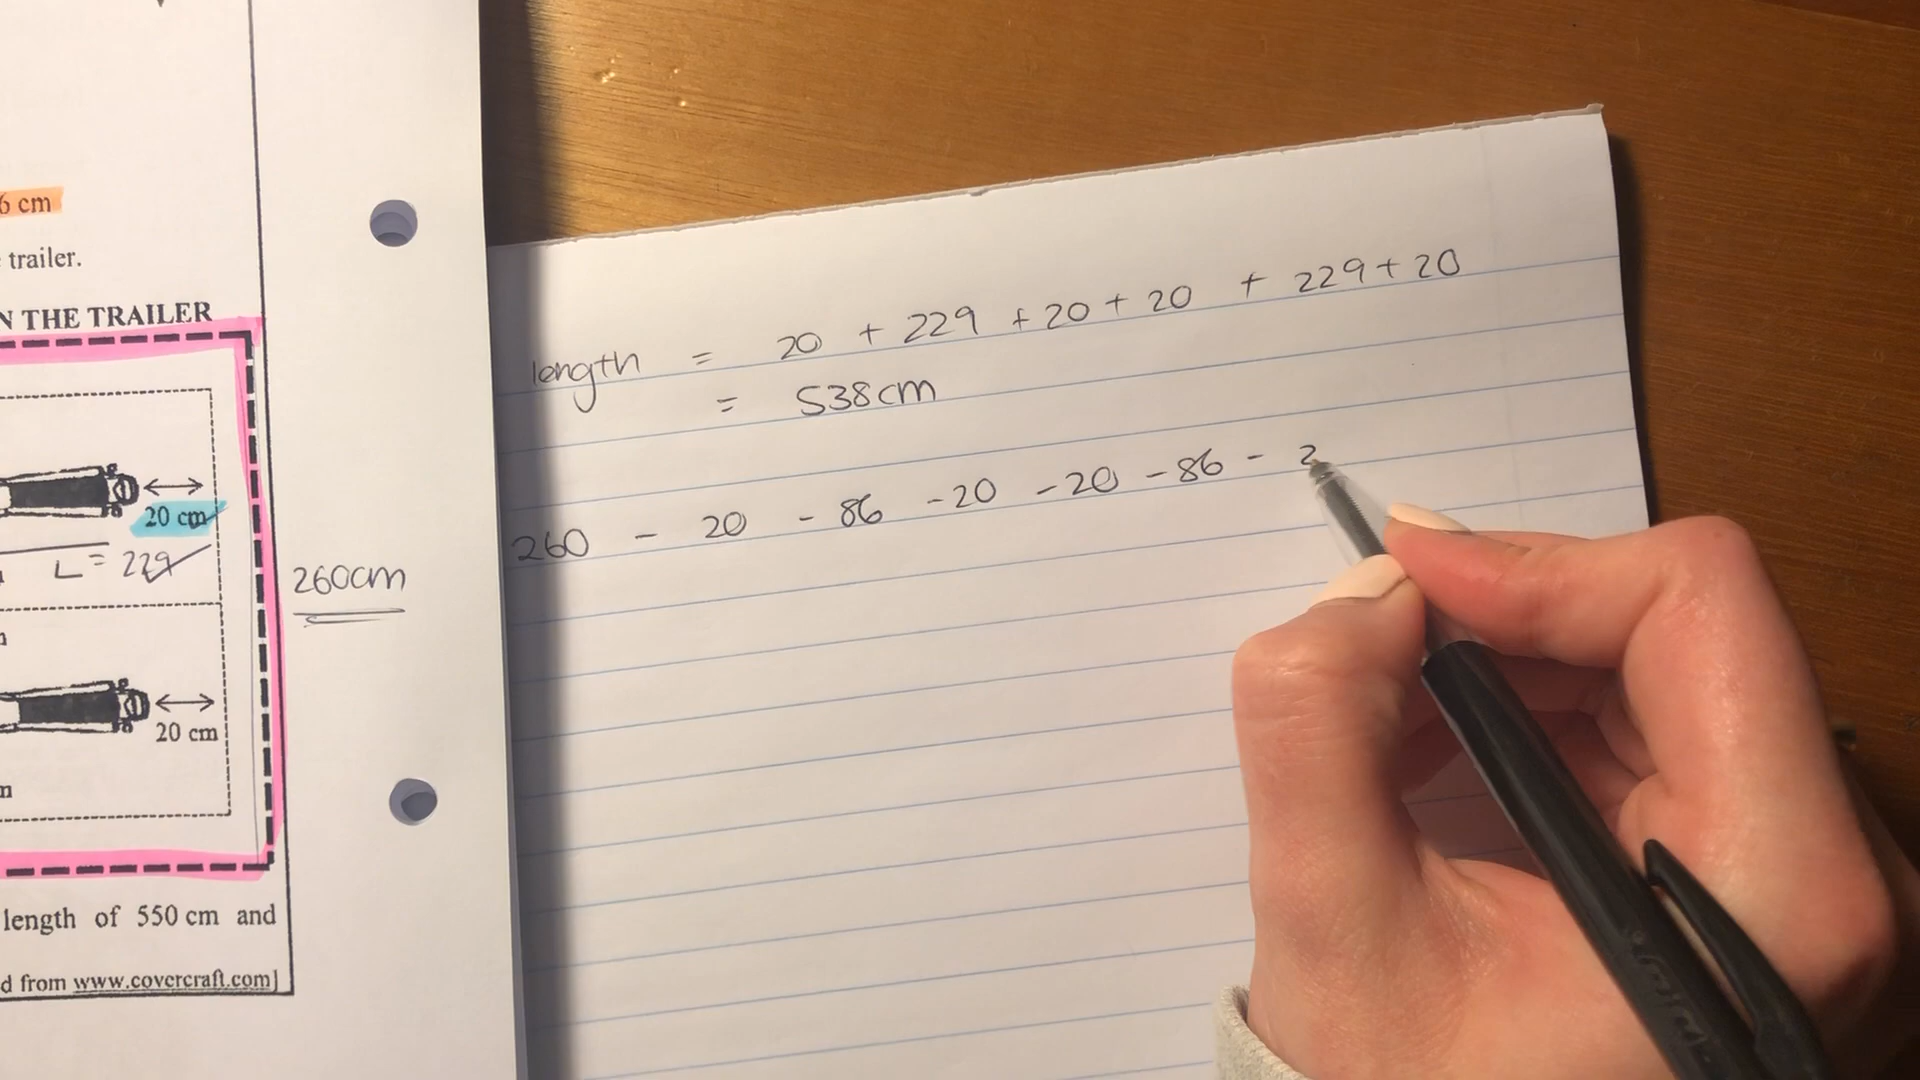 6 cm
trailer.
N THE TRAILER
20 cm
L = 229
260cm
20 cm
length of 550 cm and
d from www.covercraft.com]
length = 20 + 229 + 20 + 20 + 229 + 20
= 538cm
260 - 20 - 86 - 20 - 20 - 86 - 2